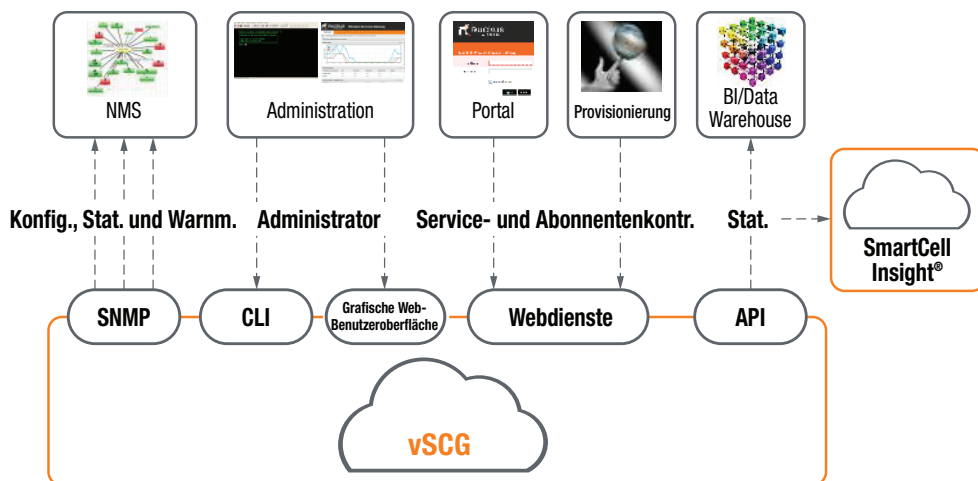 NMS
Administration
Portal
Provisionierung
BI/Data
Warehouse
Konfig., Stat. und Warnm.
Administrator
Service- und Abonnentenkontr.
Stat.
SmartCell
Insight®
SNMP
CLI
Grafische Web-
Benutzeroberfläche
Webdienste
API
vSCG